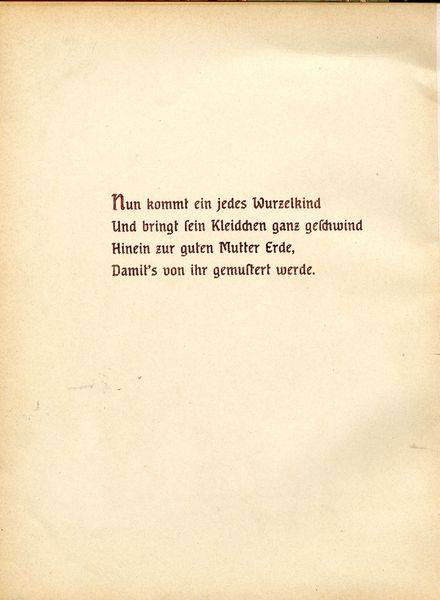 Nun kommt ein jedes Wurzelkind
Und bringt ſein Kleidchen ganz geſchwind
Hinein zur guten Mutter Erde,
Damit's von ihr gemuſtert werde.